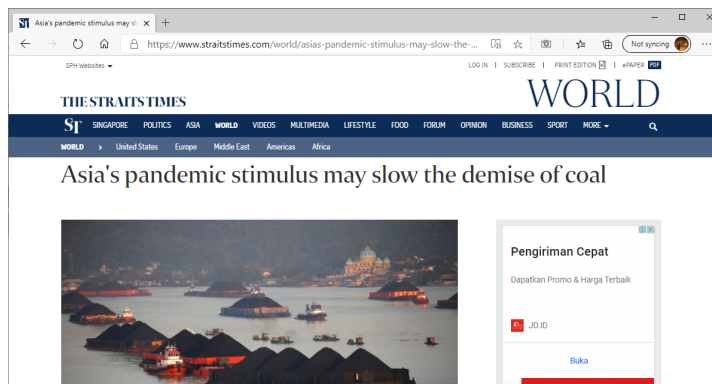 Asia's pandemic stimulus may sl
https://www.straitstimes.com/world/asias-pandemic-stimulus-may-slow-the-...
Not syncing
SPH Websites
LOG IN | SUBSCRIBE | PRINT EDITION | ePAPER PDF
THE STRAITS TIMES
WORLD
ST SINGAPORE POLITICS ASIA WORLD VIDEOS MULTIMEDIA LIFESTYLE FOOD FORUM OPINION BUSINESS SPORT MORE
WORLD > United States Europe Middle East Americas Africa
Asia's pandemic stimulus may slow the demise of coal
Pengiriman Cepat
Dapatkan Promo & Harga Terbaik
JD.ID
Buka